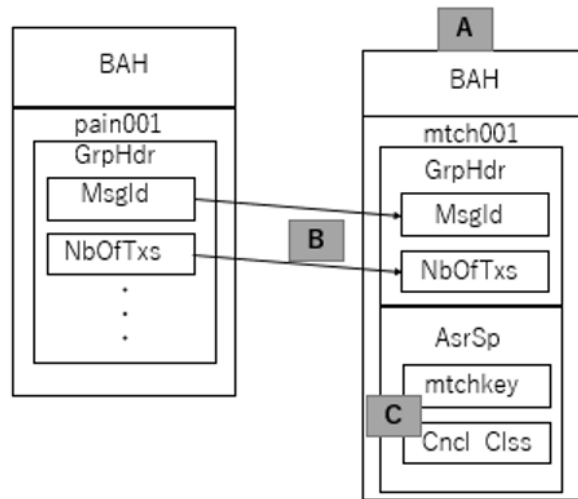 BAH
pain001
GrpHdr
MsgId
NbOfTxs
A
BAH
mtch001
GrpHdr
MsgId
NbOfTxs
B
AsrSp
mtchkey
C
Cncl Clss